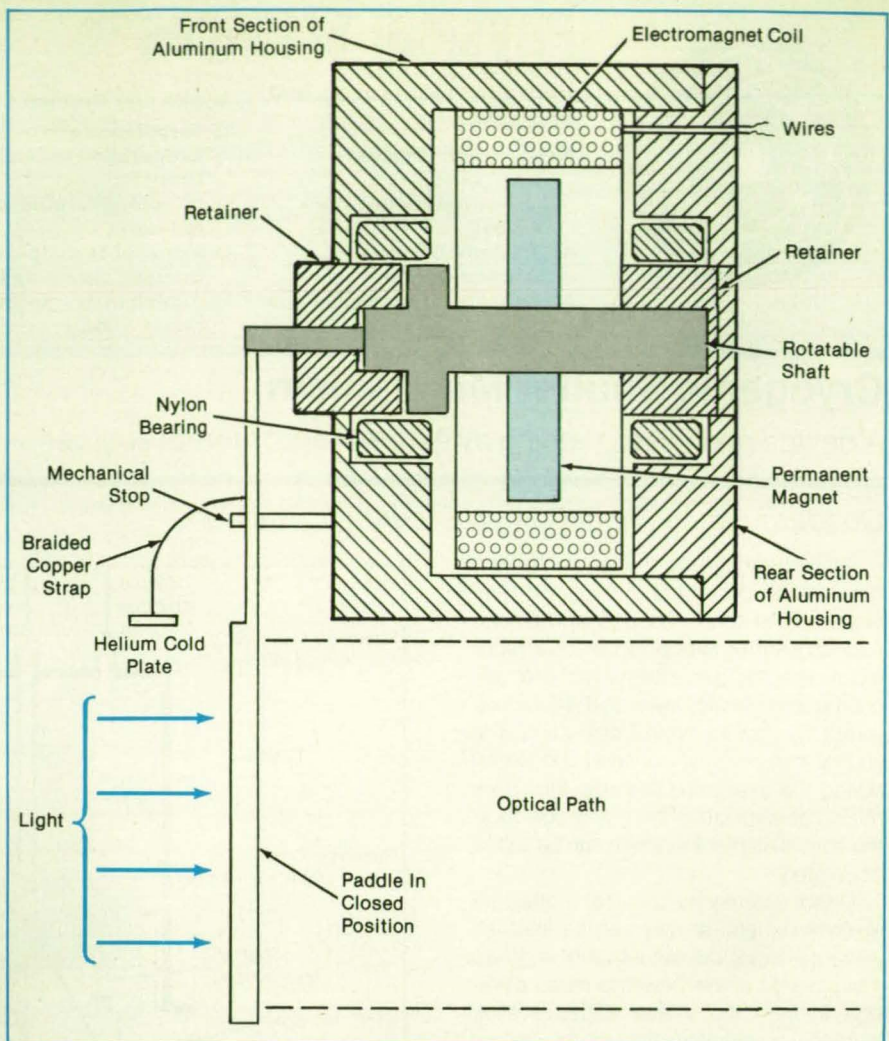 Front Section of
Aluminum Housing
Electromagnet Coil
Wires
Retainer
Retainer
Rotatable
Shaft
Nylon
Bearing
Mechanical
Stop
Permanent
Magnet
Braided
Copper
Strap
Rear Section
of Aluminum
Housing
Helium Cold
Plate
Light
Optical Path
Paddle In
Closed
Position